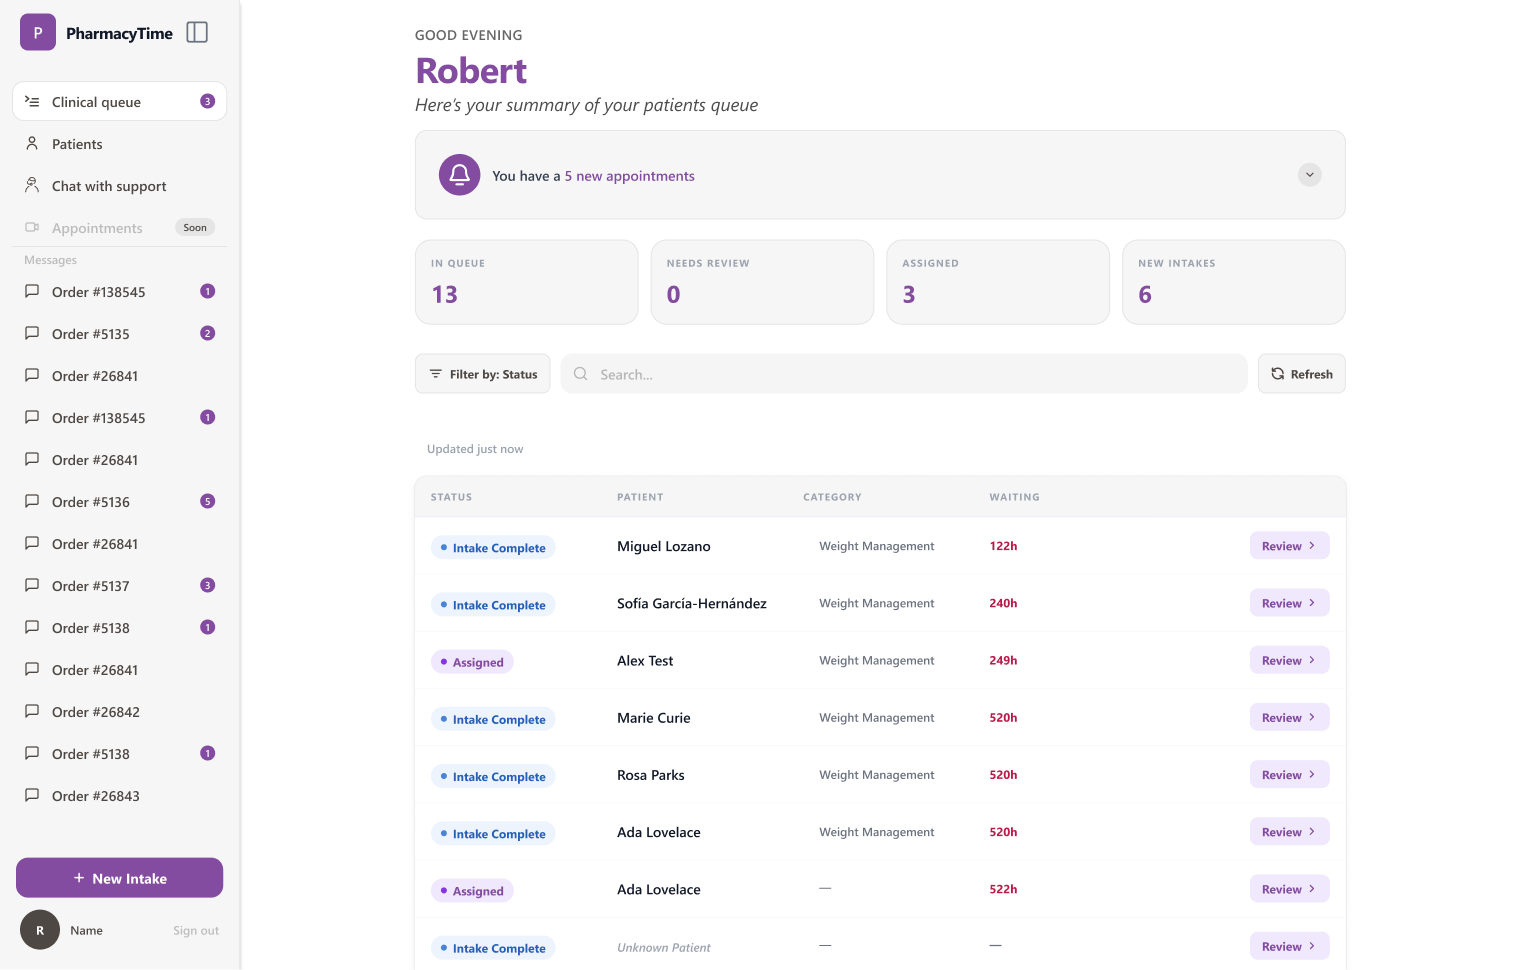 P PharmacyTime
Clinical queue 3
Patients
Chat with support
Appointments Soon
Messages
Order #138545 1
Order #5135 2
Order #26841
Order #138545 1
Order #26841
Order #5136 5
Order #26841
Order #5137 3
Order #5138 1
Order #26841
Order #26842
Order #5138 1
Order #26843
+ New Intake
R Name Sign out
GOOD EVENING
Robert
Here's your summary of your patients queue
You have a 5 new appointments
IN QUEUE
13
NEEDS REVIEW
0
ASSIGNED
3
NEW INTAKES
6
Filter by: Status Search... Refresh
Updated just now
STATUS PATIENT CATEGORY WAITING
Intake Complete Miguel Lozano Weight Management 122h Review
Intake Complete Sofía García-Hernández Weight Management 240h Review
Assigned Alex Test Weight Management 249h Review
Intake Complete Marie Curie Weight Management 520h Review
Intake Complete Rosa Parks Weight Management 520h Review
Intake Complete Ada Lovelace Weight Management 520h Review
Assigned Ada Lovelace — 522h Review
Intake Complete Unknown Patient — — Review